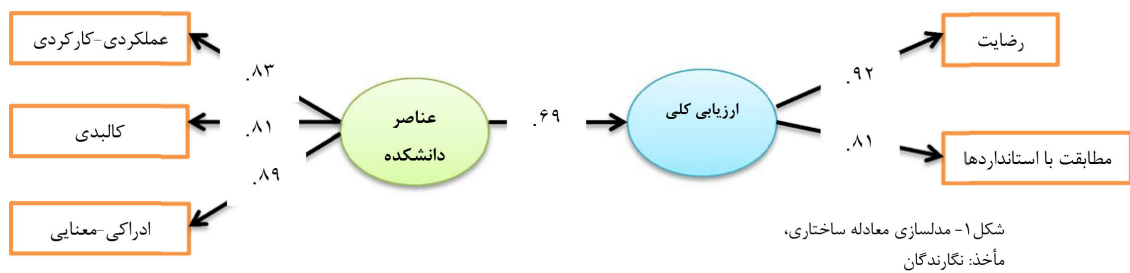 عملکردی-کارکردی
کالبدی
ادراکی-معنایی
.۸۳
.۸۱
.۸۹
عناصر
دانشکده
.۶۹
ارزیابی کلی
.۹۲
.۸۱
رضایت
مطابقت با استانداردها
شکل۱- مدلسازی معادله ساختاری،
مأخذ: نگارندگان